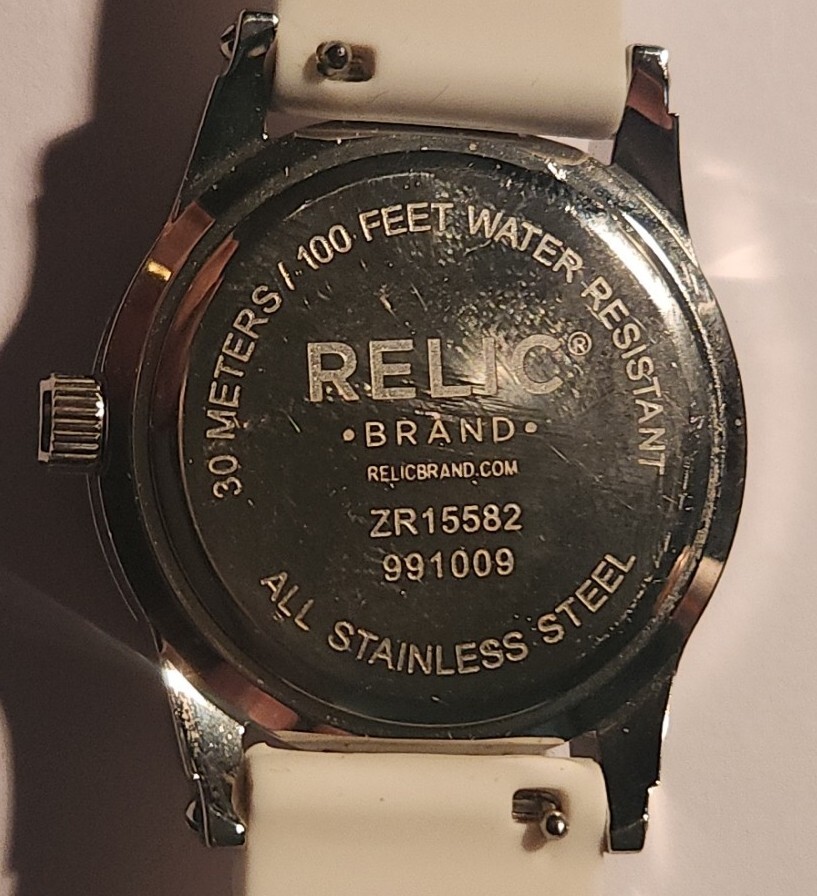 30 METERS / 100 FEET WATER RESISTANT
RELIC®
•BRAND•
RELICBRAND.COM
ZR15582
991009
ALL STAINLESS STEEL